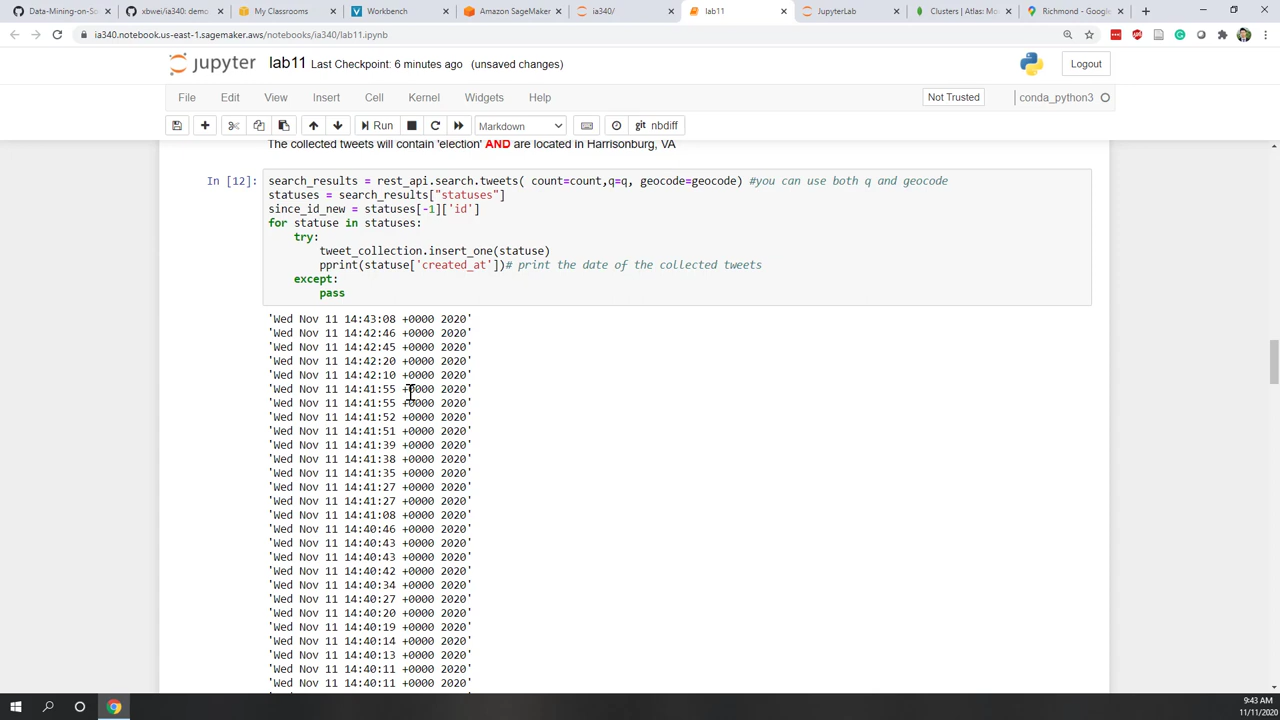 Data-Mining-on-So
xbwei/ia340: demo
My Classrooms
Workbench
Amazon SageMaker
ia340/
lab11
JupyterLab
Clusters | Atlas: Mo
Richmond - Google
ia340.notebook.us-east-1.sagemaker.aws/notebooks/ia340/lab11.ipynb
jupyter lab11 Last Checkpoint: 6 minutes ago (unsaved changes) Logout
File Edit View Insert Cell Kernel Widgets Help Not Trusted conda_python3
Run Markdown git nbdiff
The collected tweets will contain 'election' AND are located in Harrisonburg, VA
In [12]: search_results = rest_api.search.tweets( count=count,q=q, geocode=geocode) #you can use both q and geocode
statuses = search_results["statuses"]
since_id_new = statuses[-1]['id']
for statuse in statuses:
try:
tweet_collection.insert_one(statuse)
pprint(statuse['created_at'])# print the date of the collected tweets
except:
pass
'Wed Nov 11 14:43:08 +0000 2020'
'Wed Nov 11 14:42:46 +0000 2020'
'Wed Nov 11 14:42:45 +0000 2020'
'Wed Nov 11 14:42:20 +0000 2020'
'Wed Nov 11 14:42:10 +0000 2020'
'Wed Nov 11 14:41:55 +0000 2020'
'Wed Nov 11 14:41:55 +0000 2020'
'Wed Nov 11 14:41:52 +0000 2020'
'Wed Nov 11 14:41:51 +0000 2020'
'Wed Nov 11 14:41:39 +0000 2020'
'Wed Nov 11 14:41:38 +0000 2020'
'Wed Nov 11 14:41:35 +0000 2020'
'Wed Nov 11 14:41:27 +0000 2020'
'Wed Nov 11 14:41:27 +0000 2020'
'Wed Nov 11 14:41:08 +0000 2020'
'Wed Nov 11 14:40:46 +0000 2020'
'Wed Nov 11 14:40:43 +0000 2020'
'Wed Nov 11 14:40:43 +0000 2020'
'Wed Nov 11 14:40:42 +0000 2020'
'Wed Nov 11 14:40:34 +0000 2020'
'Wed Nov 11 14:40:27 +0000 2020'
'Wed Nov 11 14:40:20 +0000 2020'
'Wed Nov 11 14:40:19 +0000 2020'
'Wed Nov 11 14:40:14 +0000 2020'
'Wed Nov 11 14:40:13 +0000 2020'
'Wed Nov 11 14:40:11 +0000 2020'
'Wed Nov 11 14:40:11 +0000 2020'
9:43 AM
11/11/2020